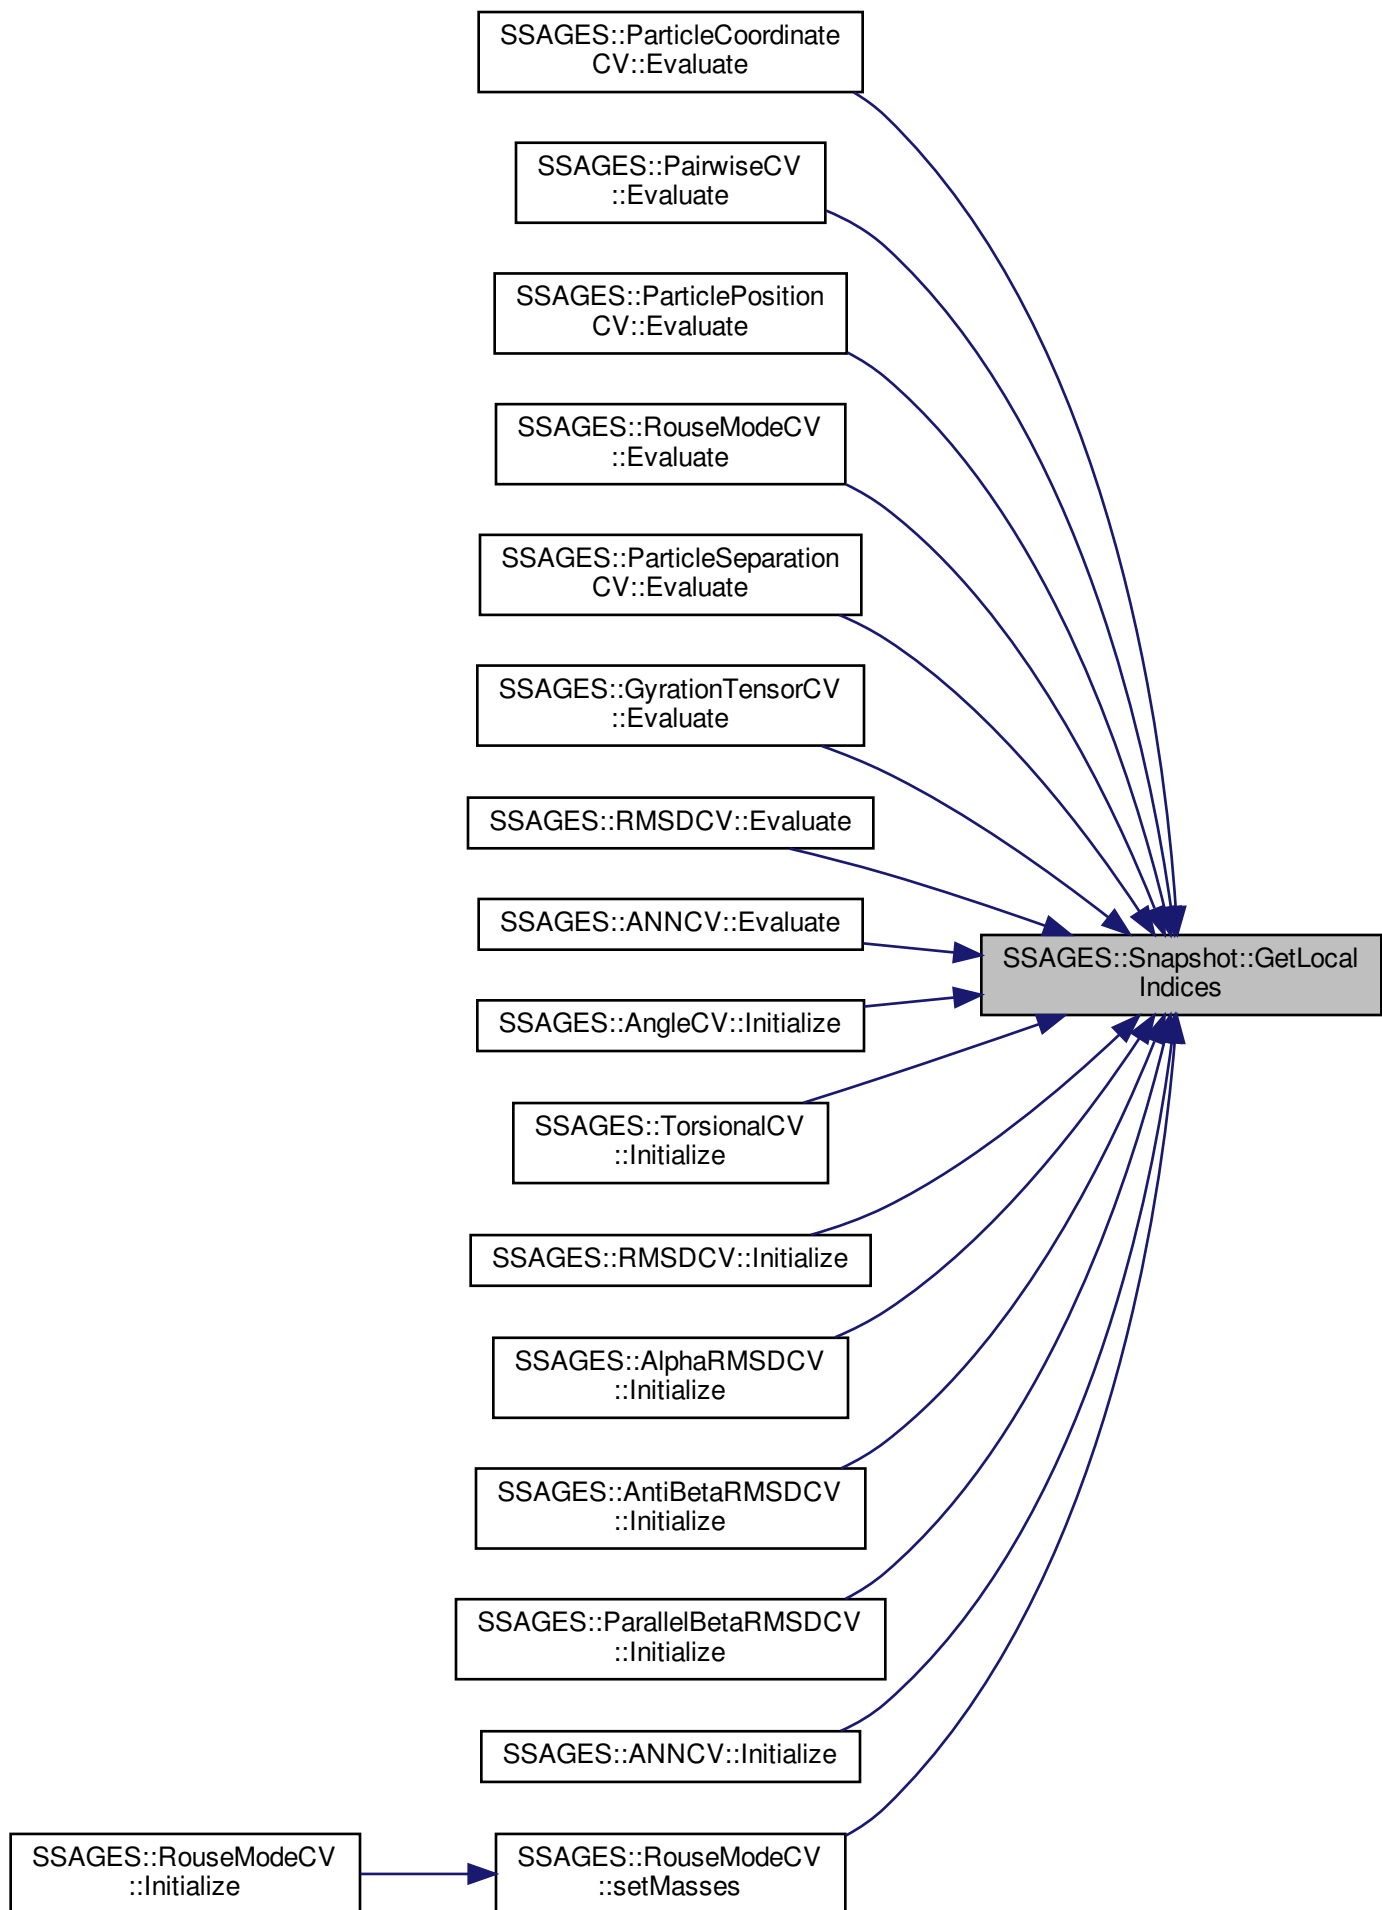 SSAGES::ParticleCoordinate
CV::Evaluate
SSAGES::PairwiseCV
::Evaluate
SSAGES::ParticlePosition
CV::Evaluate
SSAGES::RouseModeCV
::Evaluate
SSAGES::ParticleSeparation
CV::Evaluate
SSAGES::GyrationTensorCV
::Evaluate
SSAGES::RMSDCV::Evaluate
SSAGES::ANNCV::Evaluate
SSAGES::Snapshot::GetLocal
Indices
SSAGES::AngleCV::Initialize
SSAGES::TorsionalCV
::Initialize
SSAGES::RMSDCV::Initialize
SSAGES::AlphaRMSDCV
::Initialize
SSAGES::AntiBetaRMSDCV
::Initialize
SSAGES::ParallelBetaRMSDCV
::Initialize
SSAGES::ANNCV::Initialize
SSAGES::RouseModeCV
::Initialize
SSAGES::RouseModeCV
::setMasses